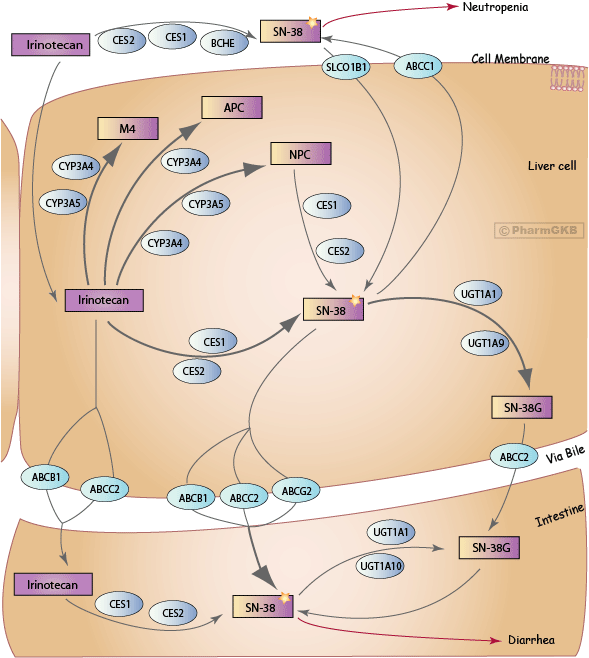 Neutropenia
SN-38
Irinotecan
CES2
CES1
BCHE
SLCO1B1
ABCC1
Cell Membrane
APC
M4
CYP3A4
CYP3A4
NPC
Liver cell
CYP3A5
CYP3A5
CES1
©PharmGKB
CYP3A4
CES2
Irinotecan
UGT1A1
SN-38
CES1
UGT1A9
CES2
SN-38G
Via Bile
ABCC2
ABCB1
ABCC2
ABCB1
ABCC2
ABCG2
Intestine
UGT1A1
SN-38G
UGT1A10
Irinotecan
CES1
CES2
SN-38
Diarrhea